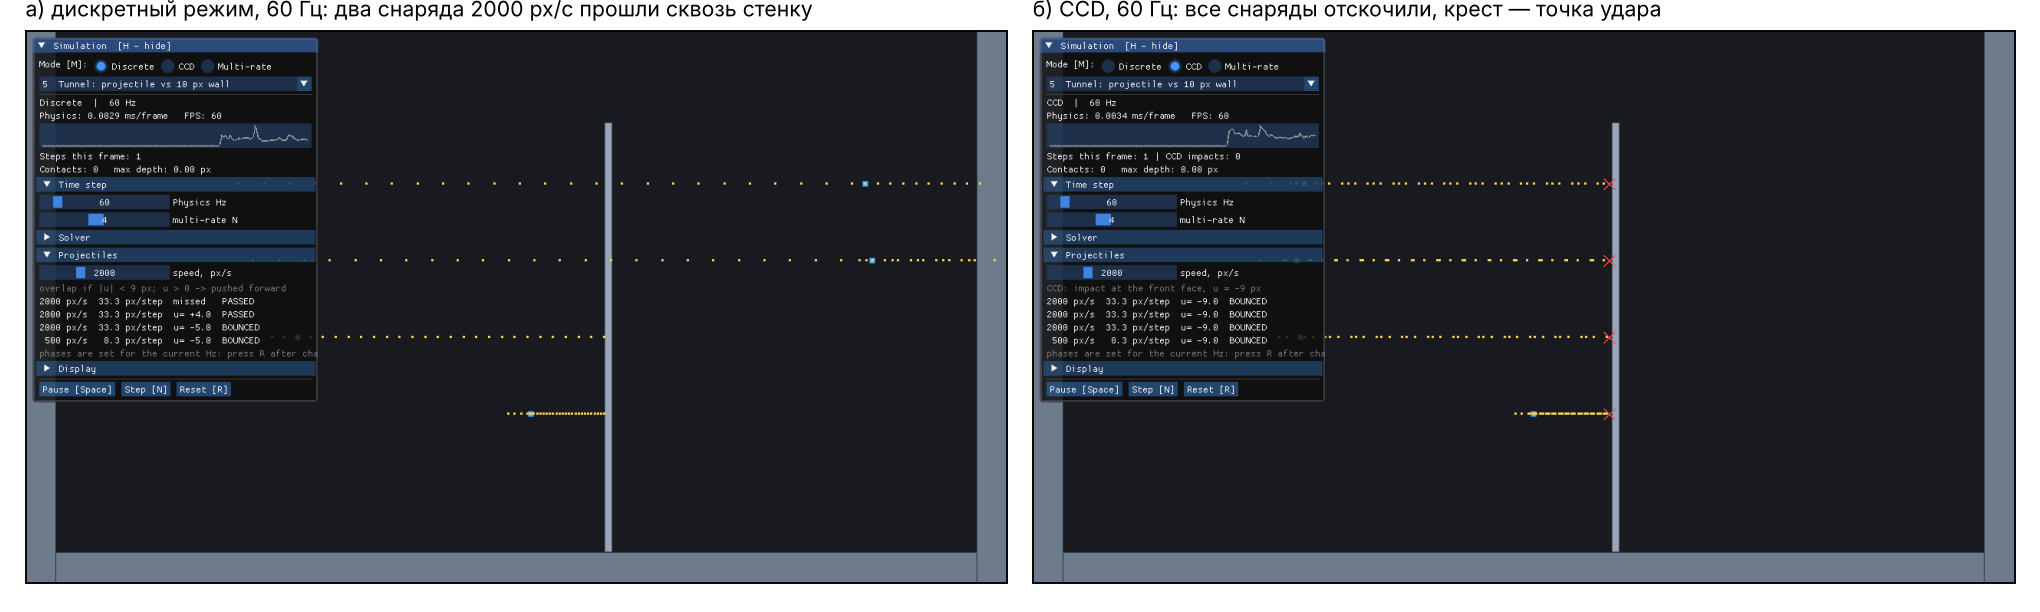 а) дискретный режим, 60 Гц: два снаряда 2000 px/с прошли сквозь стенку
Simulation [H - hide]
Mode [M]: Discrete CCD Multi-rate
5 Tunnel: projectile vs 10 px wall
Discrete | 60 Hz
Physics: 0.0029 ms/frame FPS: 60
Steps this frame: 1
Contacts: 0 max depth: 0.00 px
Time step
60 Physics Hz
4 multi-rate N
Solver
Projectiles
2000 speed, px/s
overlap if |u| < 9 px; u > 0 -> pushed forward
2000 px/s 33.3 px/step missed PASSED
2000 px/s 33.3 px/step u= +4.0 PASSED
2000 px/s 33.3 px/step u= -5.0 BOUNCED
500 px/s 8.3 px/step u= -5.0 BOUNCED
phases are set for the current Hz: press R after cha
Display
Pause [Space] Step [N] Reset [R]
б) CCD, 60 Гц: все снаряды отскочили, крест — точка удара
Simulation [H - hide]
Mode [M]: Discrete CCD Multi-rate
5 Tunnel: projectile vs 10 px wall
CCD | 60 Hz
Physics: 0.0034 ms/frame FPS: 60
Steps this frame: 1 | CCD impacts: 0
Contacts: 0 max depth: 0.00 px
Time step
60 Physics Hz
4 multi-rate N
Solver
Projectiles
2000 speed, px/s
CCD: impact at the front face, u = -9 px
2000 px/s 33.3 px/step u= -9.0 BOUNCED
2000 px/s 33.3 px/step u= -9.0 BOUNCED
2000 px/s 33.3 px/step u= -9.0 BOUNCED
500 px/s 8.3 px/step u= -9.0 BOUNCED
phases are set for the current Hz: press R after cha
Display
Pause [Space] Step [N] Reset [R]